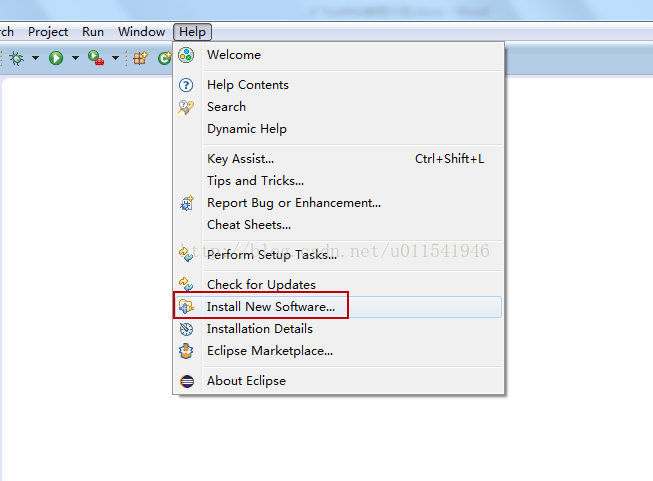 rch Project Run Window Help
Welcome
Help Contents
Search
Dynamic Help
Key Assist... Ctrl+Shift+L
Tips and Tricks...
Report Bug or Enhancement...
Cheat Sheets...
http://blog.csdn.net/u011541946
Perform Setup Tasks...
Check for Updates
Install New Software...
Installation Details
Eclipse Marketplace...
About Eclipse